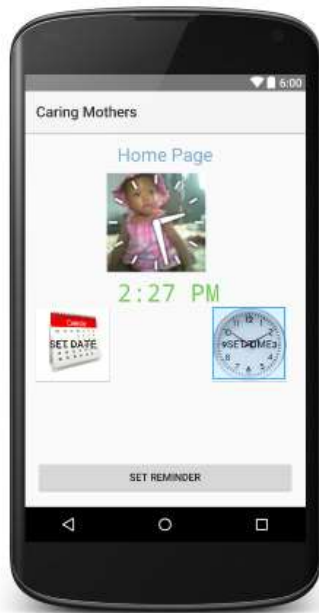 6:00
Caring Mothers
Home Page
2:27 PM
SET DATE
SET TIME
SET REMINDER